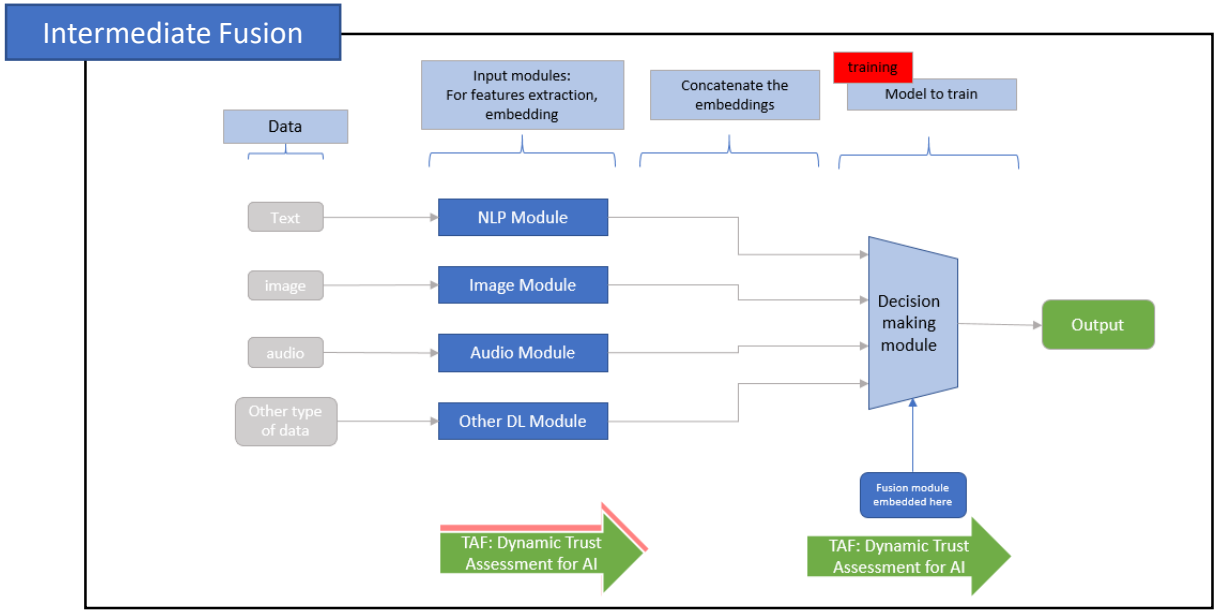 Intermediate Fusion
Data
Input modules:
For features extraction,
embedding
Concatenate the
embeddings
training
Model to train
Text
NLP Module
image
Image Module
audio
Audio Module
Other type
of data
Other DL Module
Decision
making
module
Output
Fusion module
embedded here
TAF: Dynamic Trust
Assessment for AI
TAF: Dynamic Trust
Assessment for AI